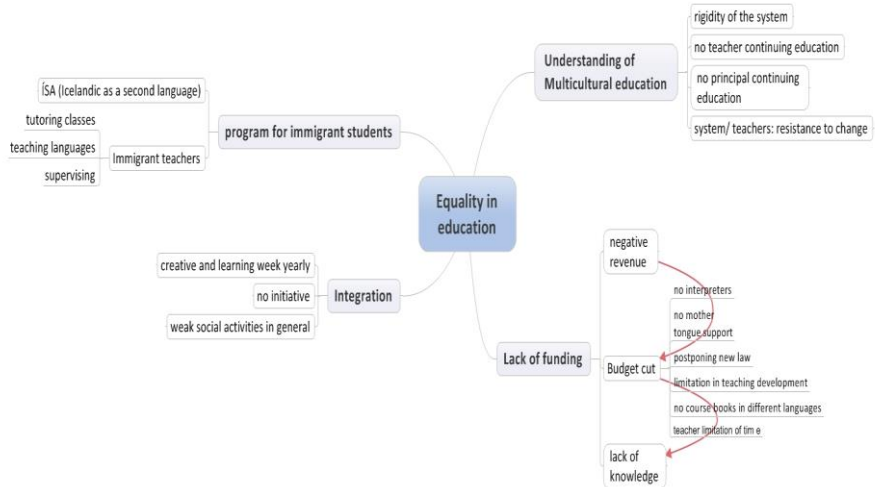 Equality in
education
program for immigrant students
ÍSA (Icelandic as a second language)
Immigrant teachers
tutoring classes
teaching languages
supervising
Integration
creative and learning week yearly
no initiative
weak social activities in general
Understanding of
Multicultural education
rigidity of the system
no teacher continuing education
no principal continuing
education
system/ teachers: resistance to change
Lack of funding
negative
revenue
Budget cut
no interpreters
no mother
tongue support
postponing new law
limitation in teaching development
no course books in different languages
teacher limitation of tim e
lack of
knowledge